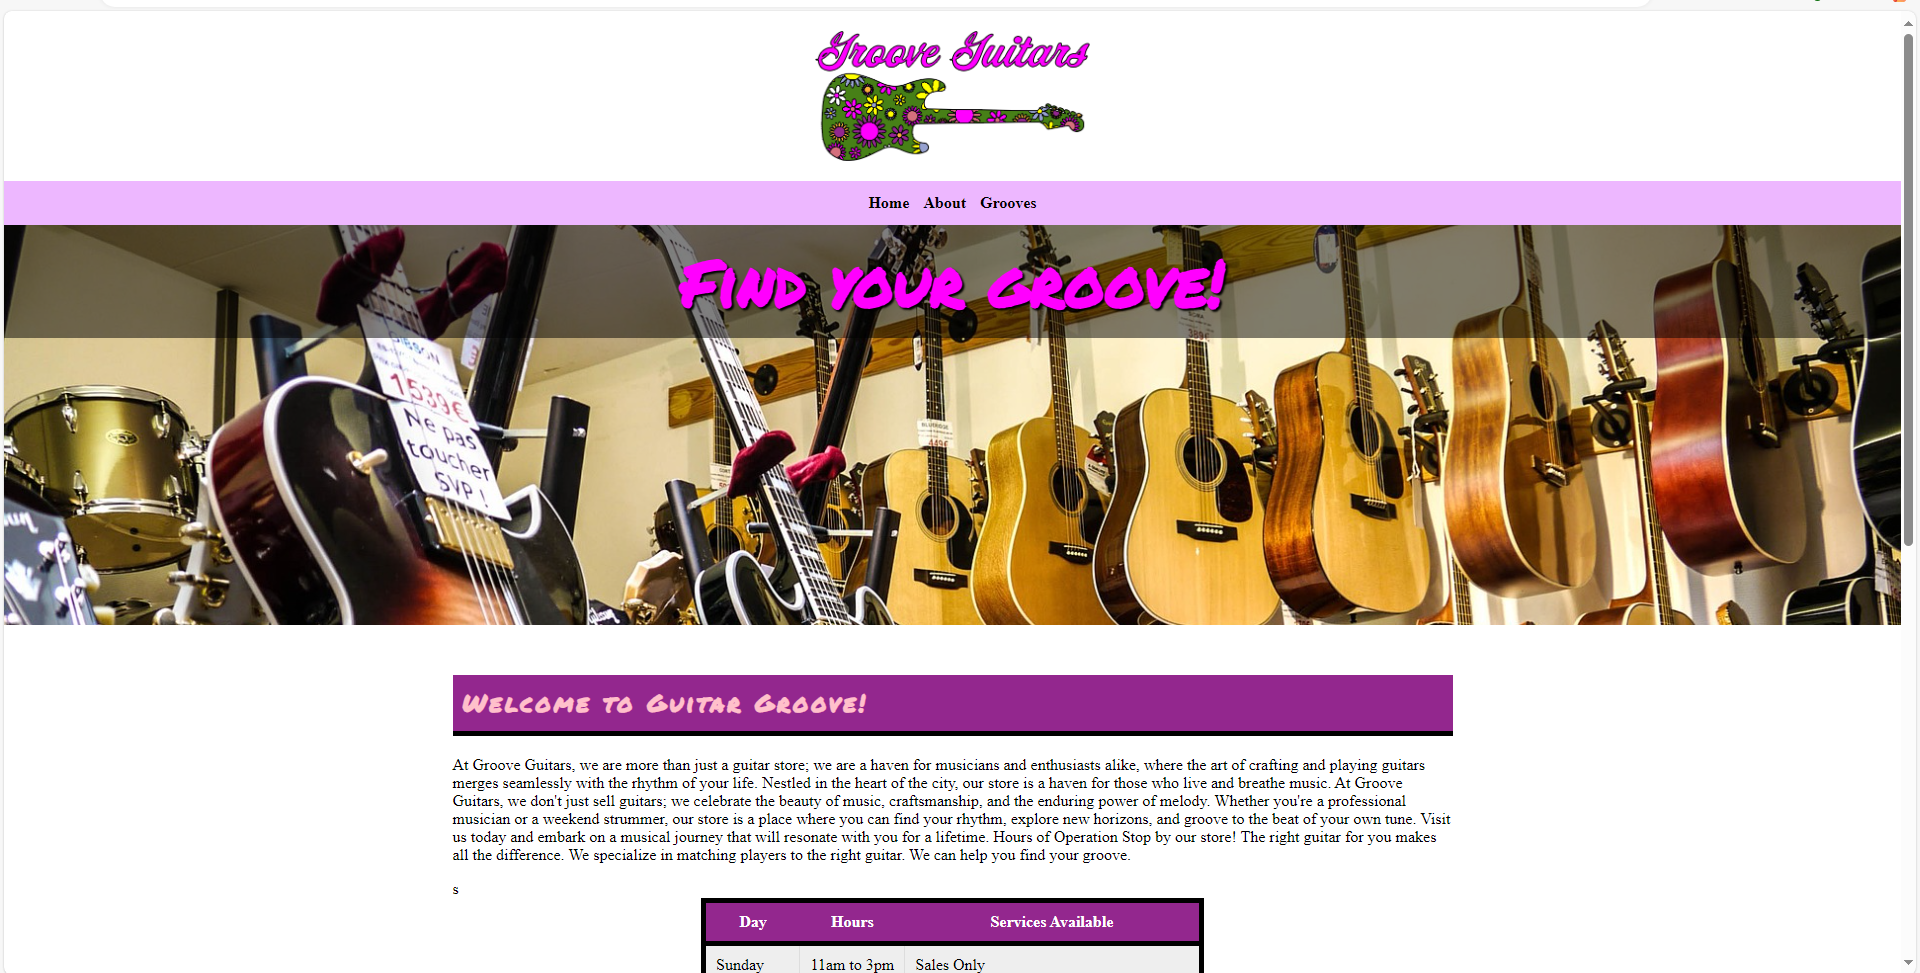 Groove Guitars
Home About Grooves
Find your groove!
GIBSON
1539€
Ne pas
toucher
SVP !
BLUERIDGE
449€
389€
Welcome to Guitar Groove!
At Groove Guitars, we are more than just a guitar store; we are a haven for musicians and enthusiasts alike, where the art of crafting and playing guitars
merges seamlessly with the rhythm of your life. Nestled in the heart of the city, our store is a haven for those who live and breathe music. At Groove
Guitars, we don't just sell guitars; we celebrate the beauty of music, craftsmanship, and the enduring power of melody. Whether you're a professional
musician or a weekend strummer, our store is a place where you can find your rhythm, explore new horizons, and groove to the beat of your own tune. Visit
us today and embark on a musical journey that will resonate with you for a lifetime. Hours of Operation Stop by our store! The right guitar for you makes
all the difference. We specialize in matching players to the right guitar. We can help you find your groove.
s
Day Hours Services Available
Sunday 11am to 3pm Sales Only